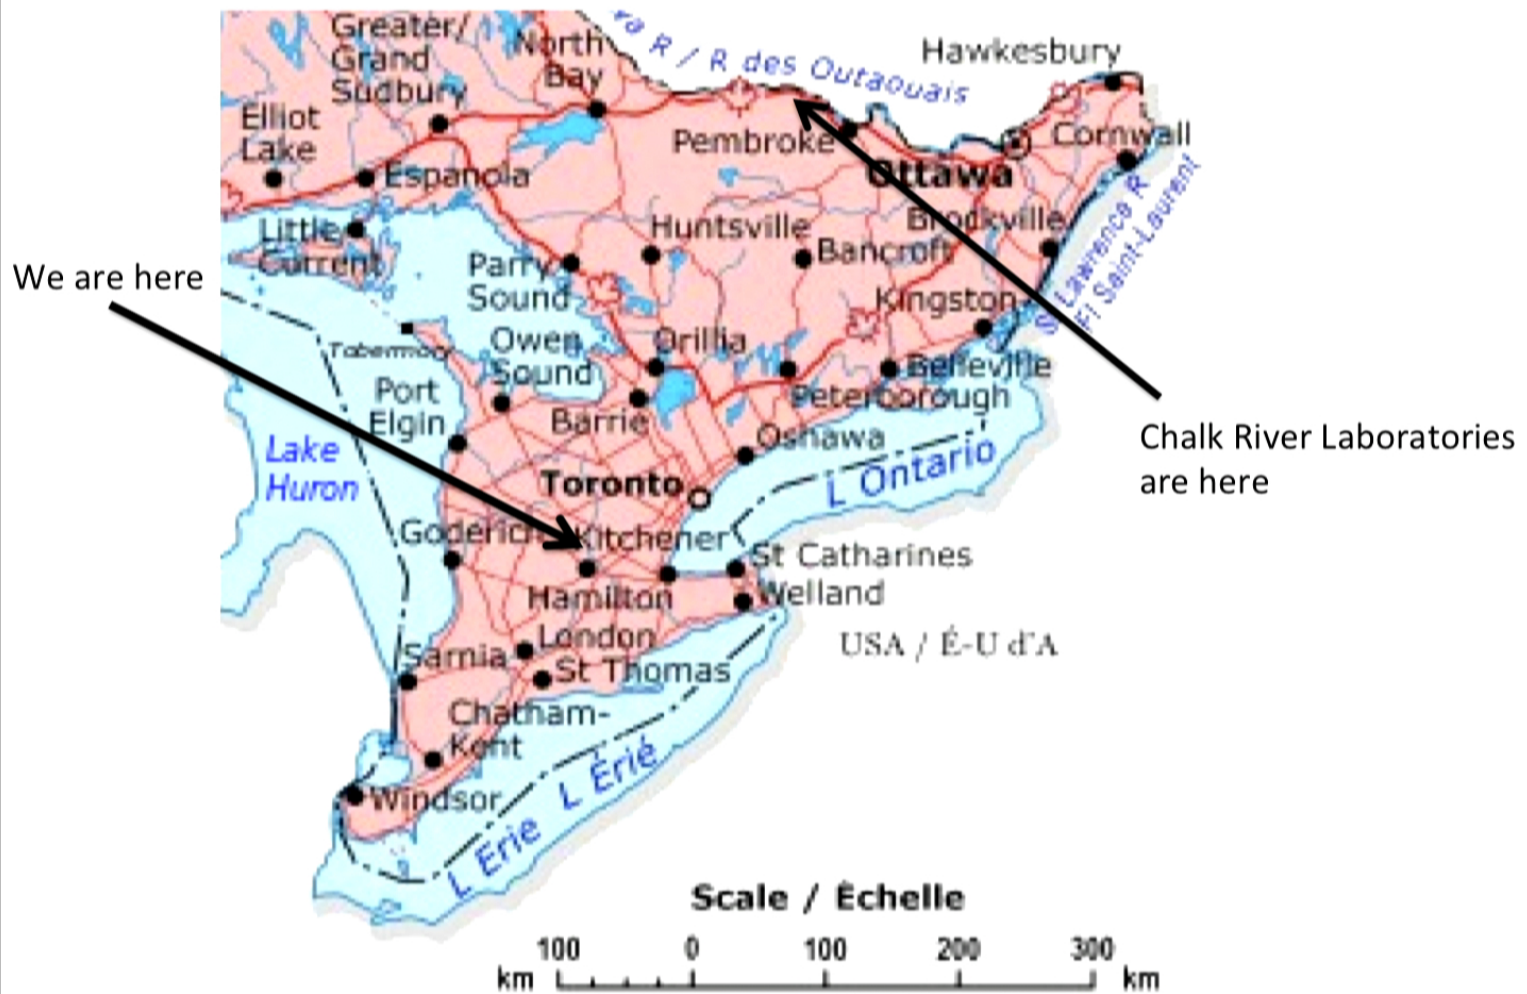 va R / R des Outaouais
Hawkesbury
Greater/
Grand
Sudbury
North
Bay
Elliot
Lake
Pembroke
Cornwall
Espanola
Ottawa
Little
Current
Huntsville
Brockville
Bancroft
St Lawrence R
Fl Saint-Laurent
We are here
Parry
Sound
Kingston
Tobermory
Owen
Sound
Orillia
Belleville
Port
Elgin
Peterborough
Barrie
Oshawa
Chalk River Laboratories
are here
Lake
Huron
L Ontario
Toronto
Goderich
Kitchener
St Catharines
Hamilton
Welland
London
USA / É-U d'A
Sarnia
St Thomas
Chatham-
Kent
Windsor
L Erie L Érié
Scale / Échelle
100 0 100 200 300
km km